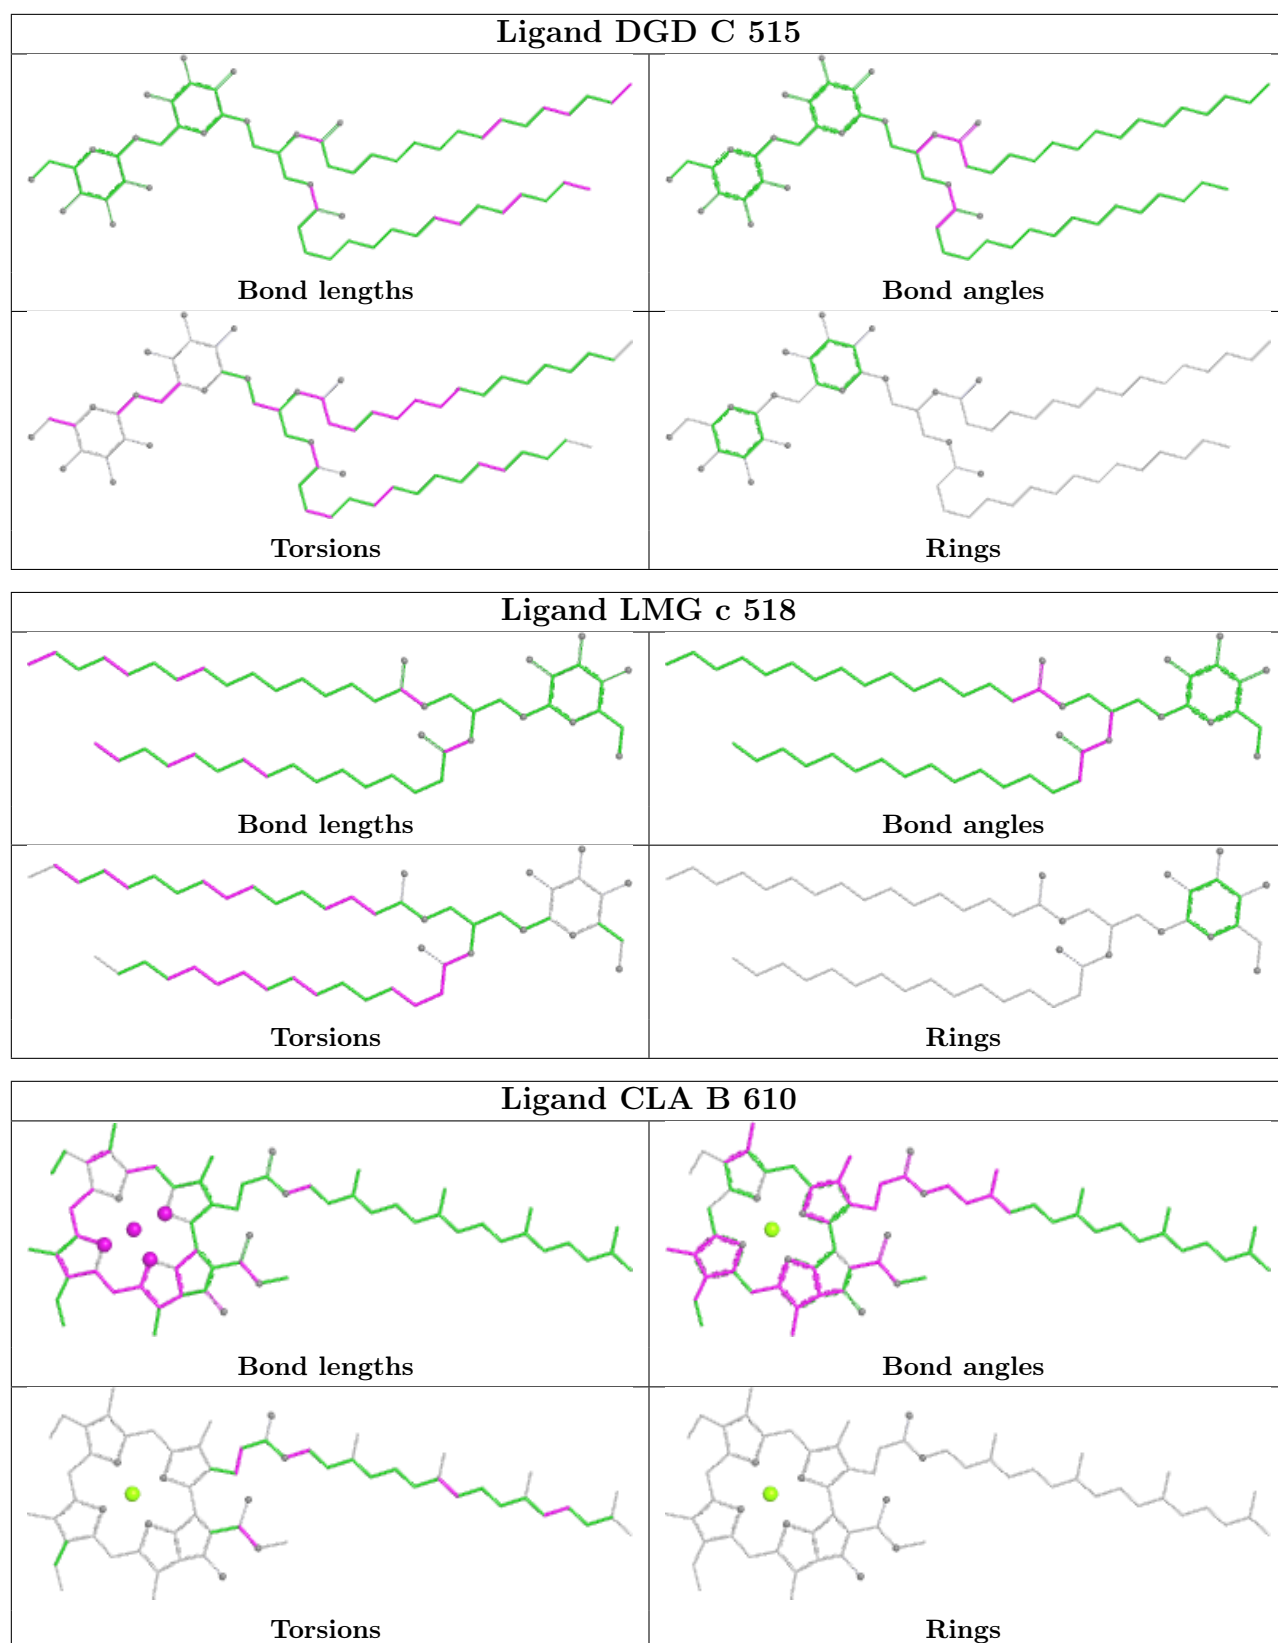 Ligand DGD C 515
Bond lengths
Bond angles
Torsions
Rings
Ligand LMG c 518
Bond lengths
Bond angles
Torsions
Rings
Ligand CLA B 610
Bond lengths
Bond angles
Torsions
Rings